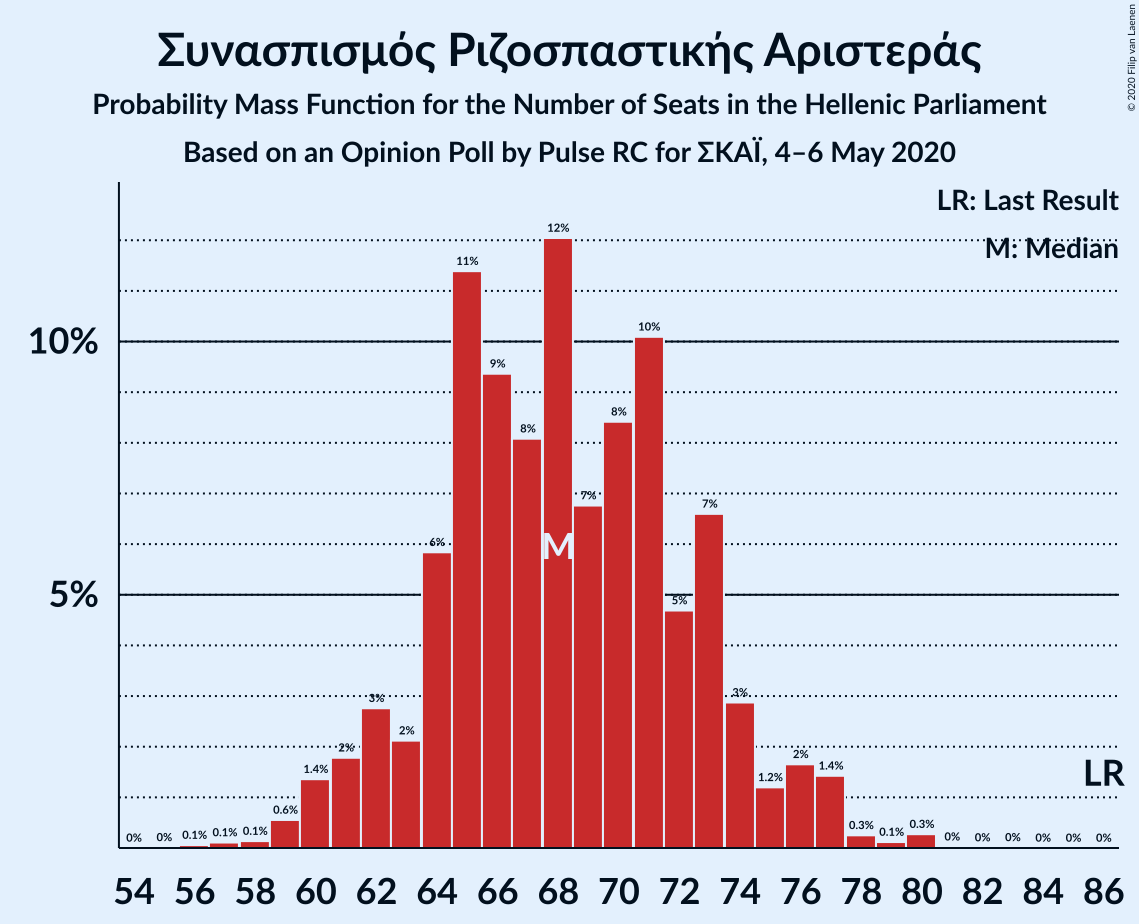 Συνασπισμός Ριζοσπαστικής Αριστεράς
Probability Mass Function for the Number of Seats in the Hellenic Parliament
Based on an Opinion Poll by Pulse RC for ΣΚΑΪ, 4–6 May 2020
© 2020 Filip van Laenen
LR: Last Result
M: Median
10%
5%
0% 0% 0.1% 0.1% 0.1% 0.6% 1.4% 2% 3% 2% 6% 11% 9% 8% 12% 7% 8% 10% 5% 7% 3% 1.2% 2% 1.4% 0.3% 0.1% 0.3% 0% 0% 0% 0% 0% 0%
M
LR
54 56 58 60 62 64 66 68 70 72 74 76 78 80 82 84 86